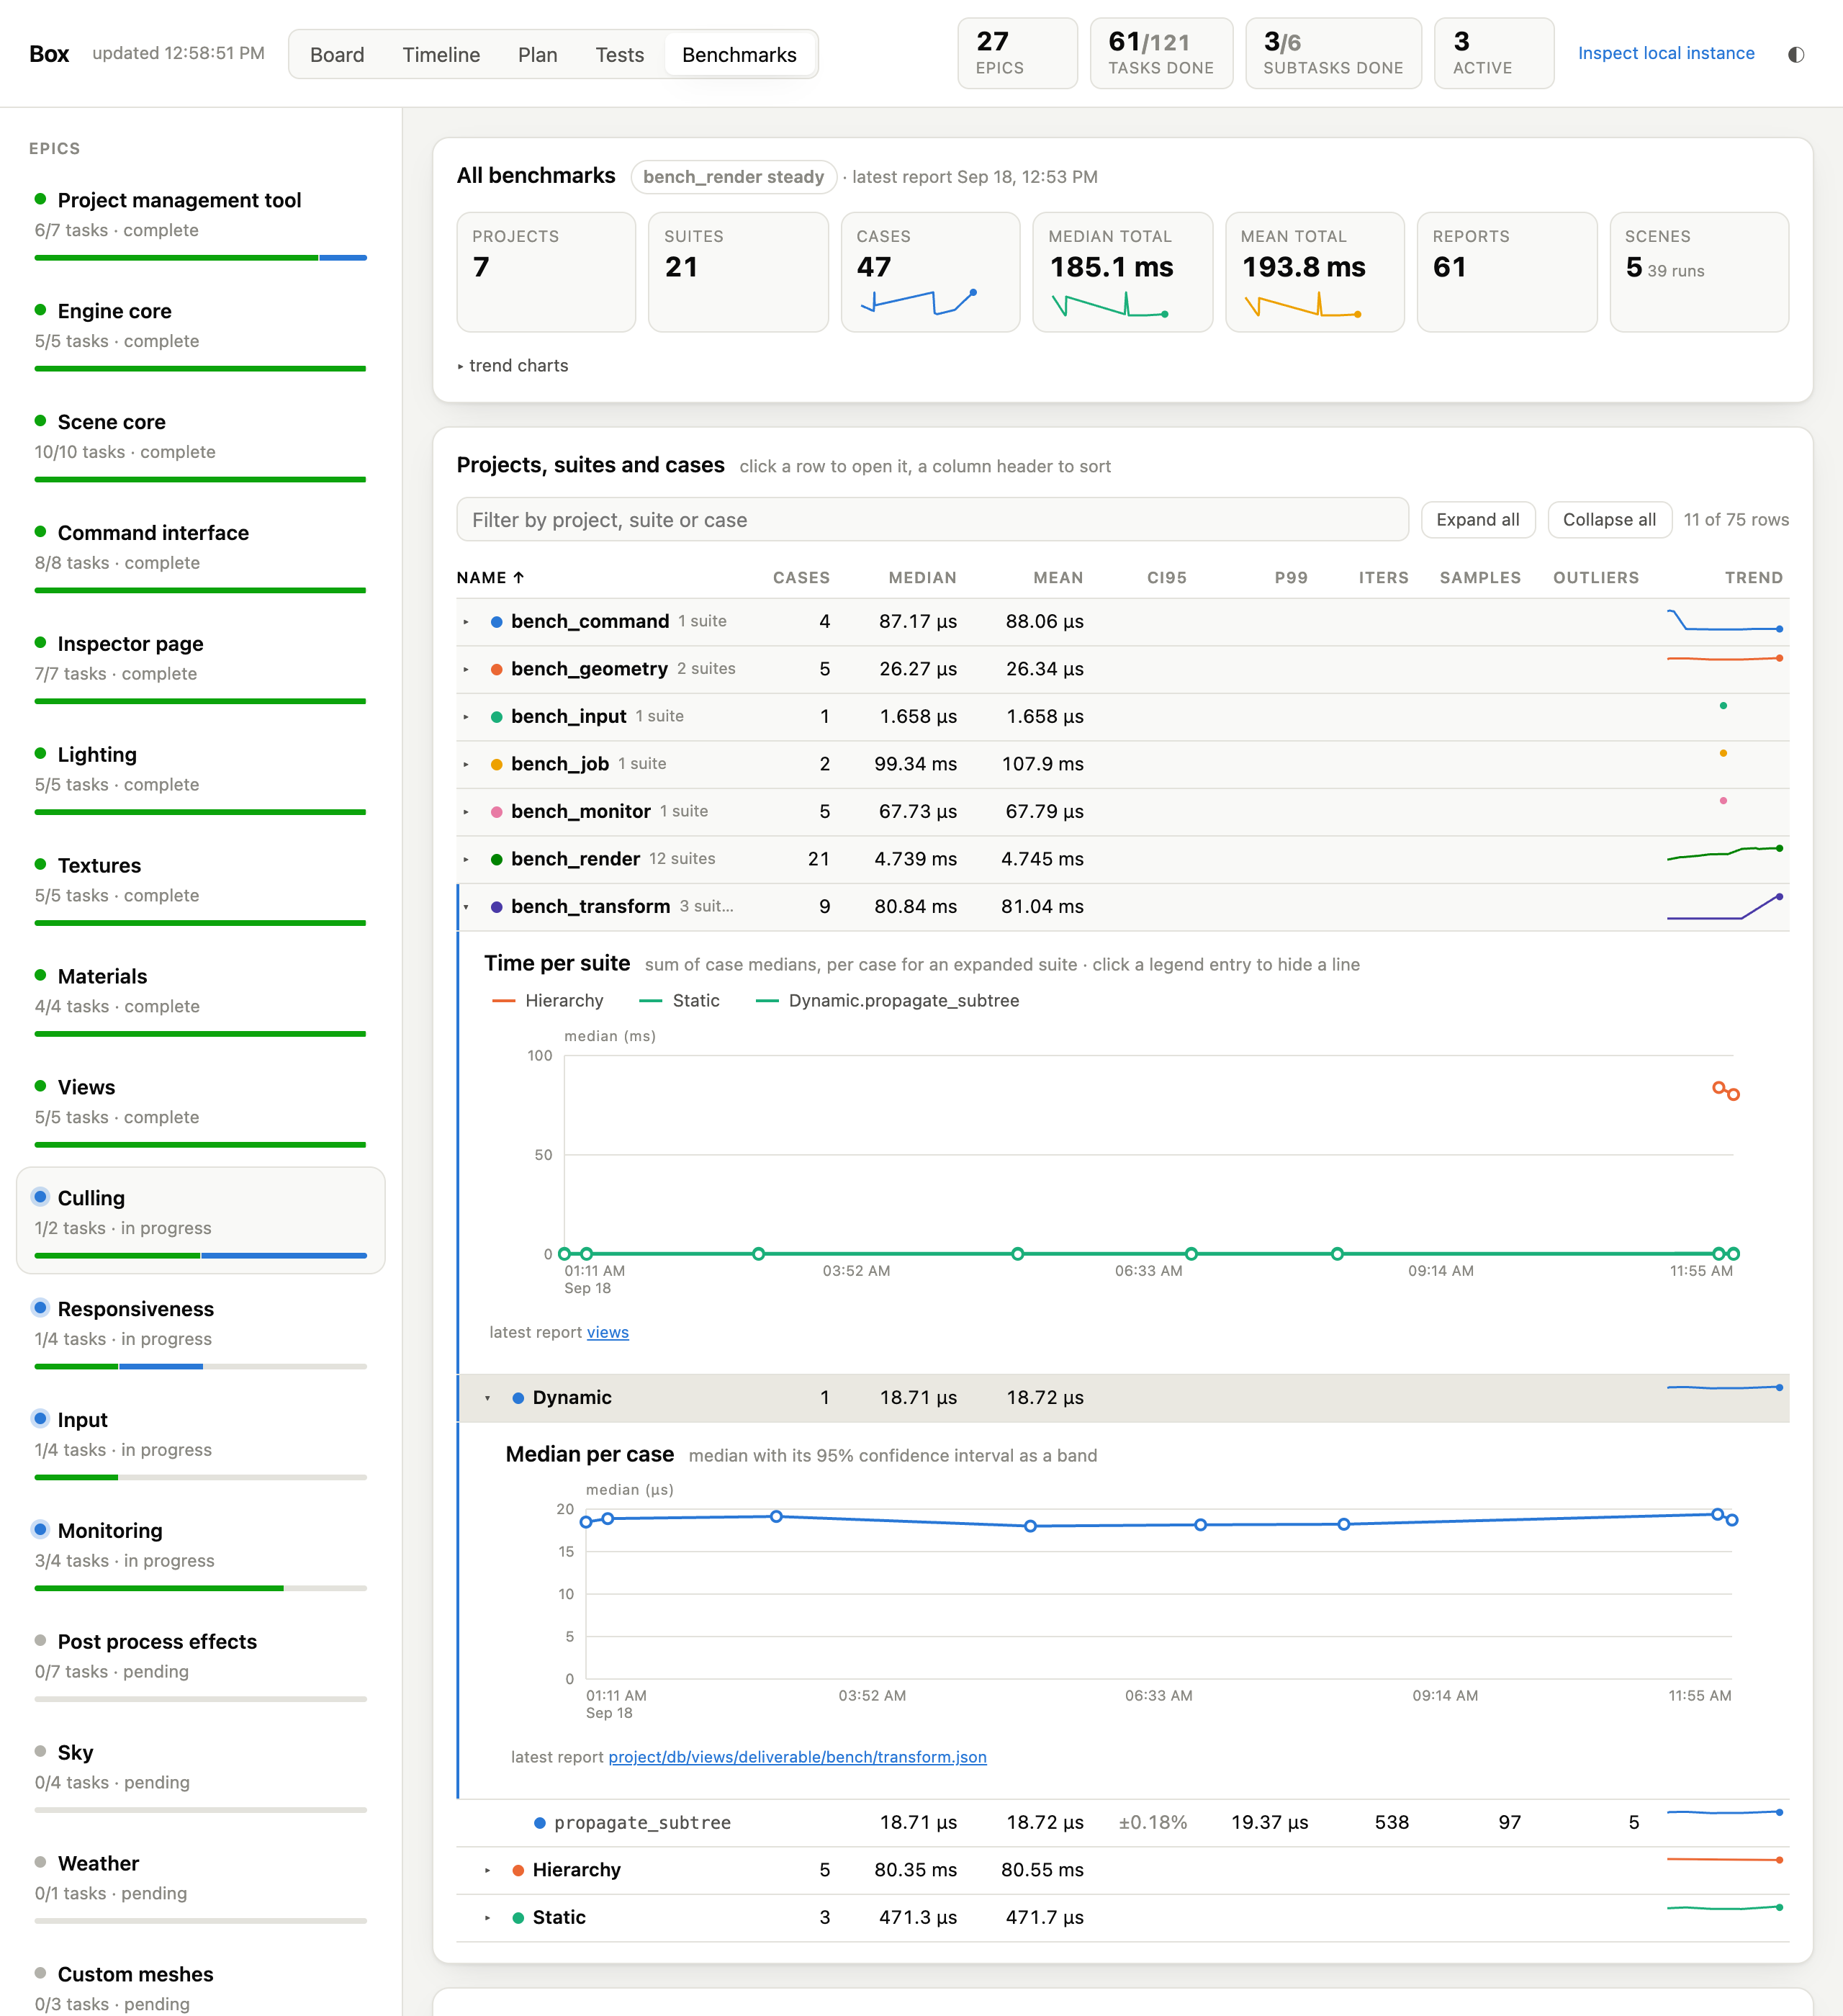 Box updated 12:58:51 PM Board Timeline Plan Tests Benchmarks
27 EPICS
61/121 TASKS DONE
3/6 SUBTASKS DONE
3 ACTIVE
Inspect local instance
EPICS
Project management tool
6/7 tasks · complete
Engine core
5/5 tasks · complete
Scene core
10/10 tasks · complete
Command interface
8/8 tasks · complete
Inspector page
7/7 tasks · complete
Lighting
5/5 tasks · complete
Textures
5/5 tasks · complete
Materials
4/4 tasks · complete
Views
5/5 tasks · complete
Culling
1/2 tasks · in progress
Responsiveness
1/4 tasks · in progress
Input
1/4 tasks · in progress
Monitoring
3/4 tasks · in progress
Post process effects
0/7 tasks · pending
Sky
0/4 tasks · pending
Weather
0/1 tasks · pending
Custom meshes
0/3 tasks · pending
All benchmarks bench_render steady · latest report Sep 18, 12:53 PM
PROJECTS
7
SUITES
21
CASES
47
MEDIAN TOTAL
185.1 ms
MEAN TOTAL
193.8 ms
REPORTS
61
SCENES
5 39 runs
▸ trend charts
Projects, suites and cases click a row to open it, a column header to sort
Filter by project, suite or case Expand all Collapse all 11 of 75 rows
NAME ↑ CASES MEDIAN MEAN CI95 P99 ITERS SAMPLES OUTLIERS TREND
bench_command 1 suite 4 87.17 µs 88.06 µs
bench_geometry 2 suites 5 26.27 µs 26.34 µs
bench_input 1 suite 1 1.658 µs 1.658 µs
bench_job 1 suite 2 99.34 ms 107.9 ms
bench_monitor 1 suite 5 67.73 µs 67.79 µs
bench_render 12 suites 21 4.739 ms 4.745 ms
bench_transform 3 suit… 9 80.84 ms 81.04 ms
Time per suite sum of case medians, per case for an expanded suite · click a legend entry to hide a line
Hierarchy Static Dynamic.propagate_subtree
median (ms)
100
50
0
01:11 AM 03:52 AM 06:33 AM 09:14 AM 11:55 AM
Sep 18
latest report views
Dynamic 1 18.71 µs 18.72 µs
Median per case median with its 95% confidence interval as a band
median (µs)
20
15
10
5
0
01:11 AM 03:52 AM 06:33 AM 09:14 AM 11:55 AM
Sep 18
latest report project/db/views/deliverable/bench/transform.json
propagate_subtree 18.71 µs 18.72 µs ±0.18% 19.37 µs 538 97 5
Hierarchy 5 80.35 ms 80.55 ms
Static 3 471.3 µs 471.7 µs